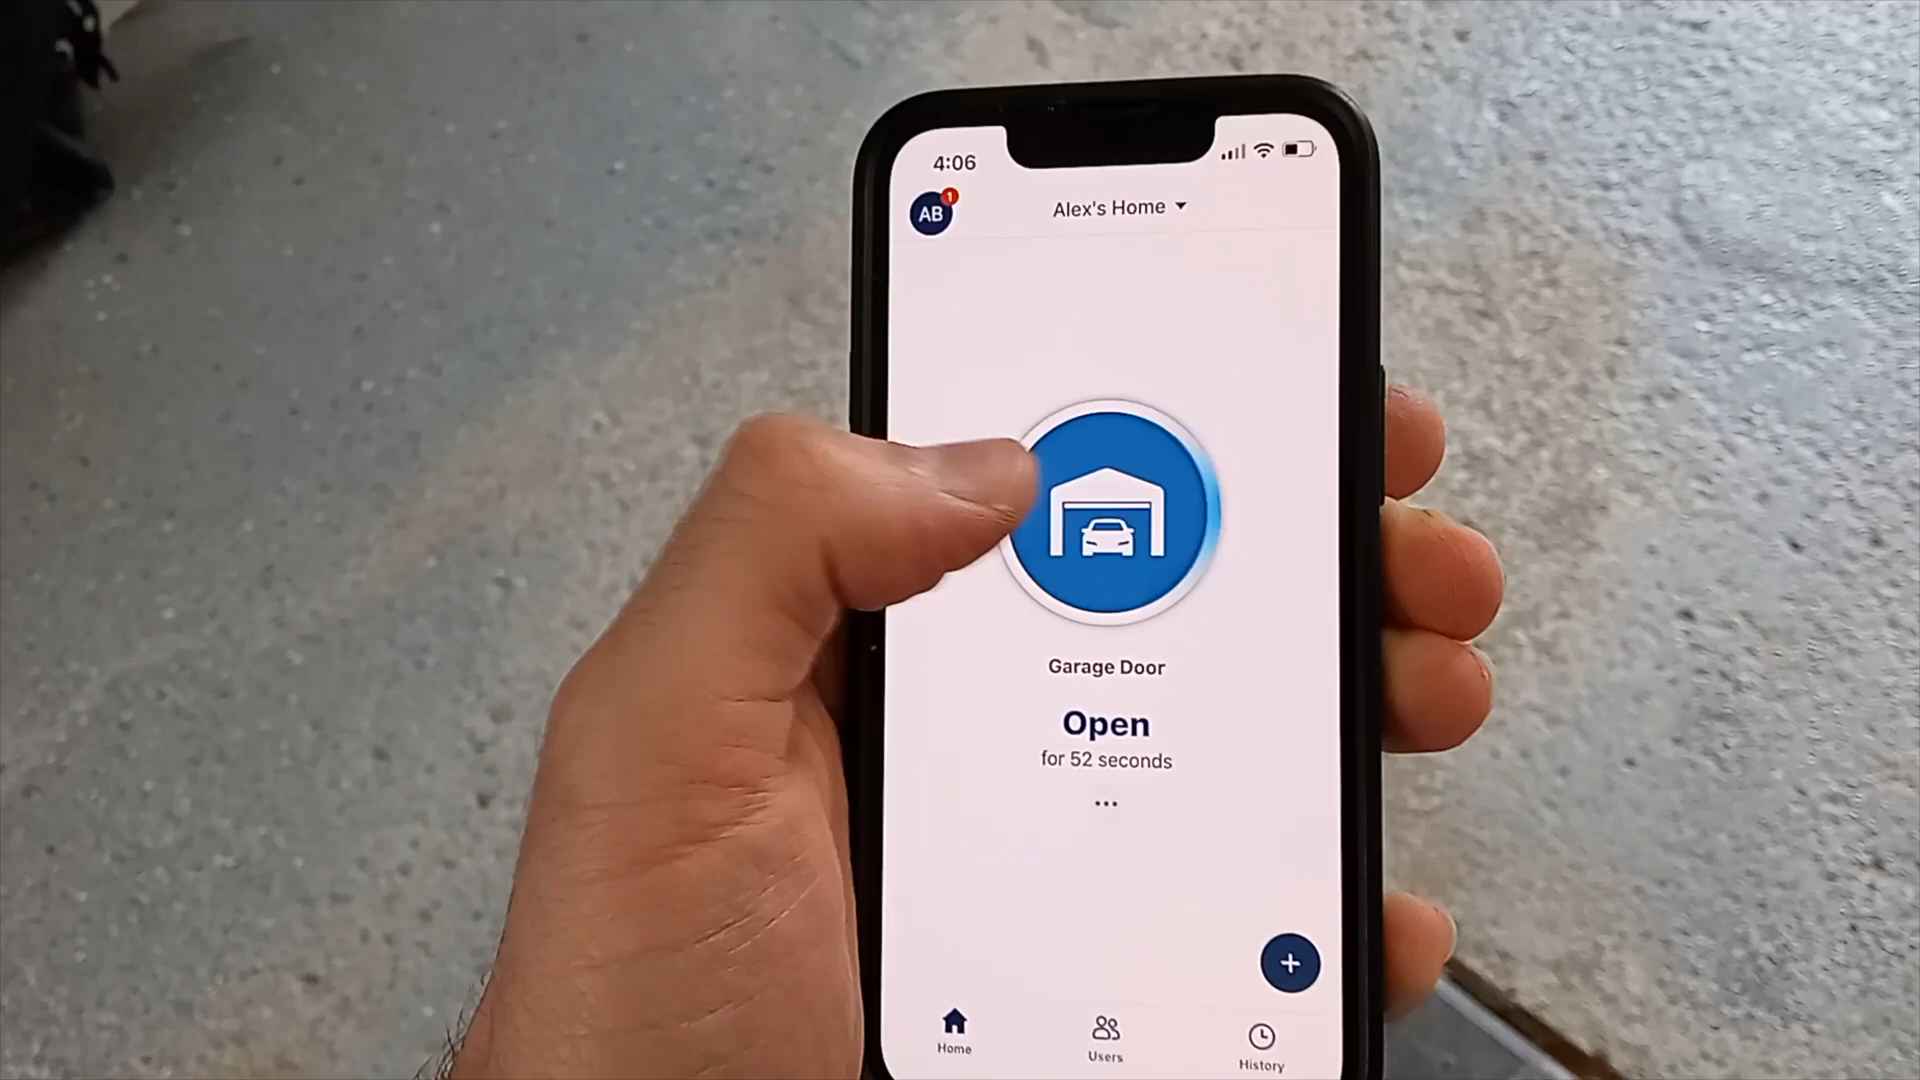 4:06
AB
1
Alex's Home
Garage Door
Open
for 52 seconds
Home
Users
History